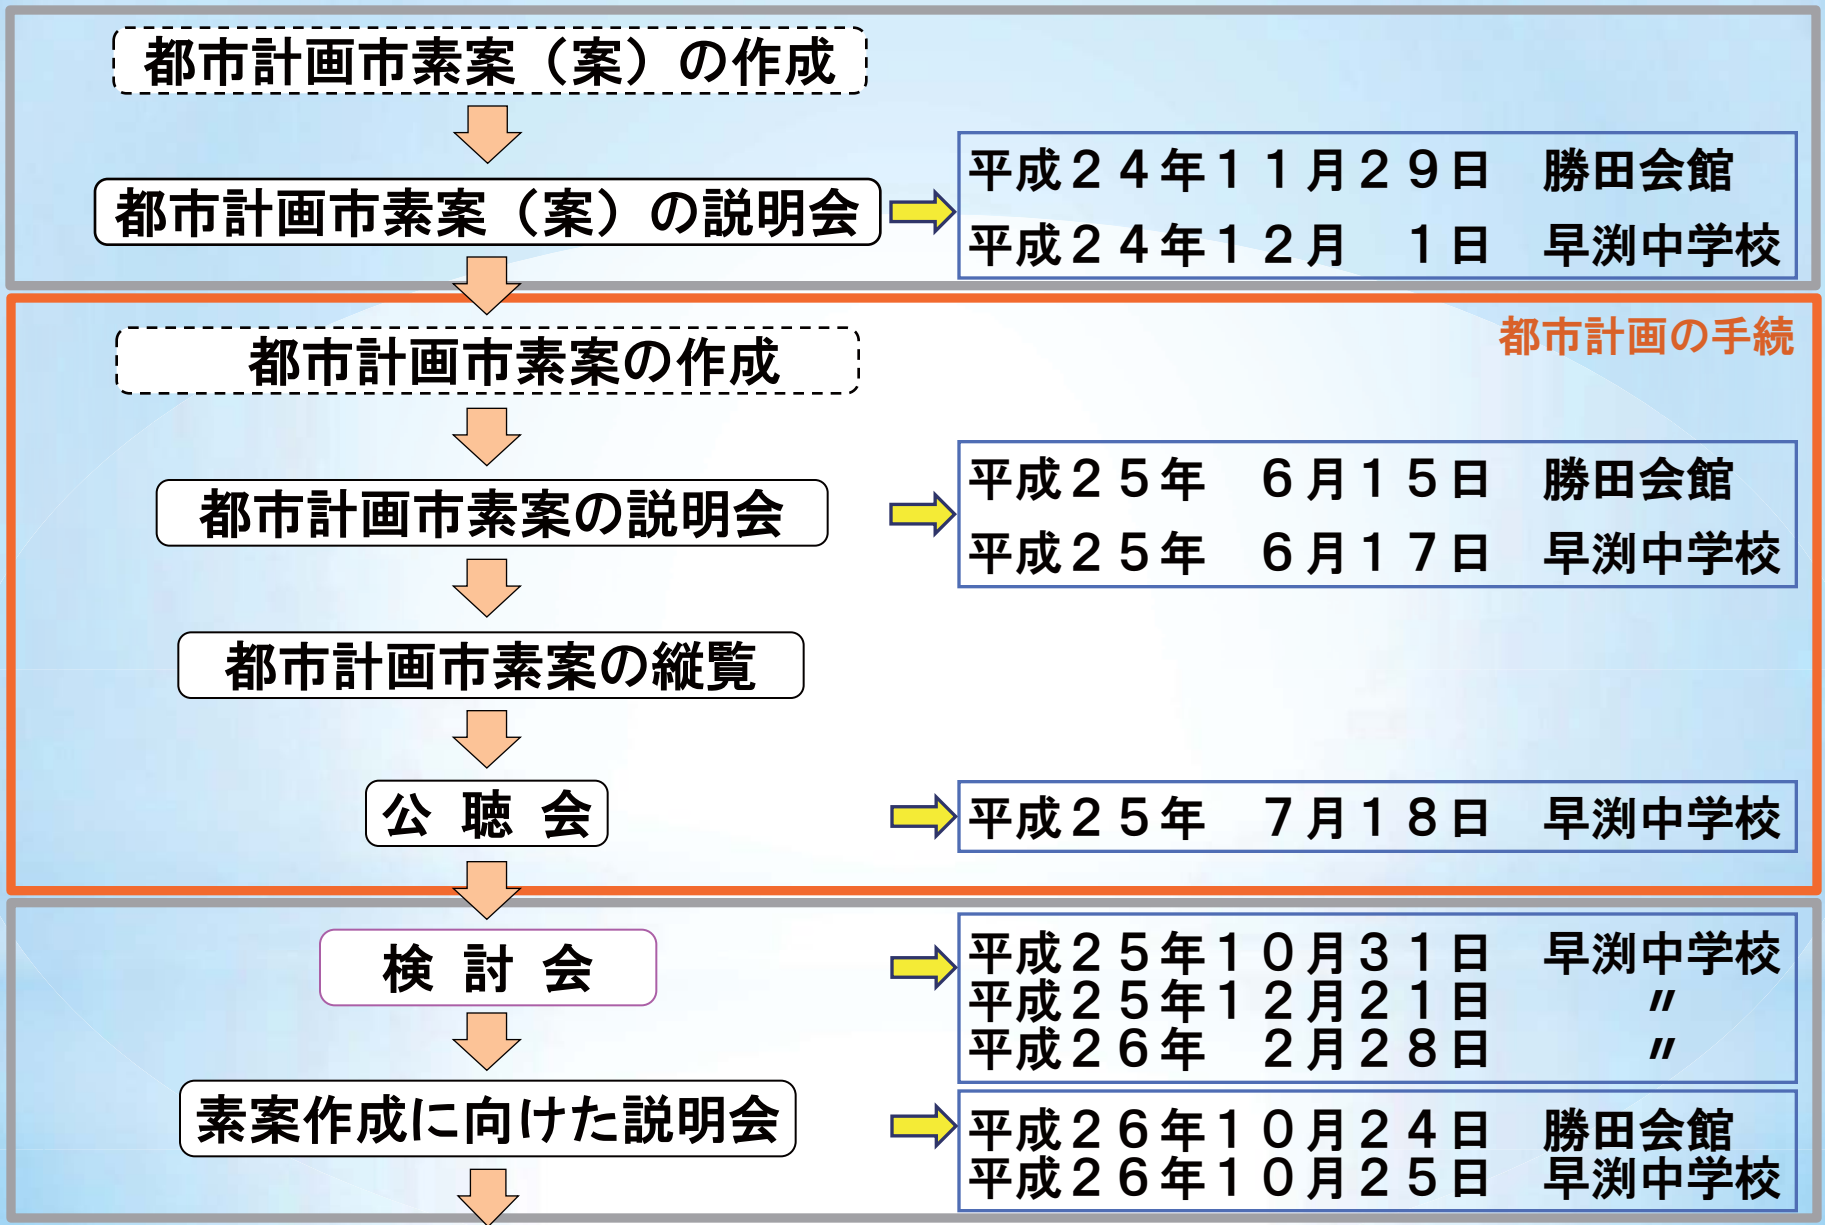 都市計画市素案（案）の作成
都市計画市素案（案）の説明会
平成２４年１１月２９日　勝田会館
平成２４年１２月　１日　早渕中学校
都市計画の手続
都市計画市素案の作成
都市計画市素案の説明会
平成２５年　６月１５日　勝田会館
平成２５年　６月１７日　早渕中学校
都市計画市素案の縦覧
公 聴 会
平成２５年　７月１８日　早渕中学校
検 討 会
平成２５年１０月３１日　早渕中学校
平成２５年１２月２１日　〃
平成２６年　２月２８日　〃
素案作成に向けた説明会
平成２６年１０月２４日　勝田会館
平成２６年１０月２５日　早渕中学校